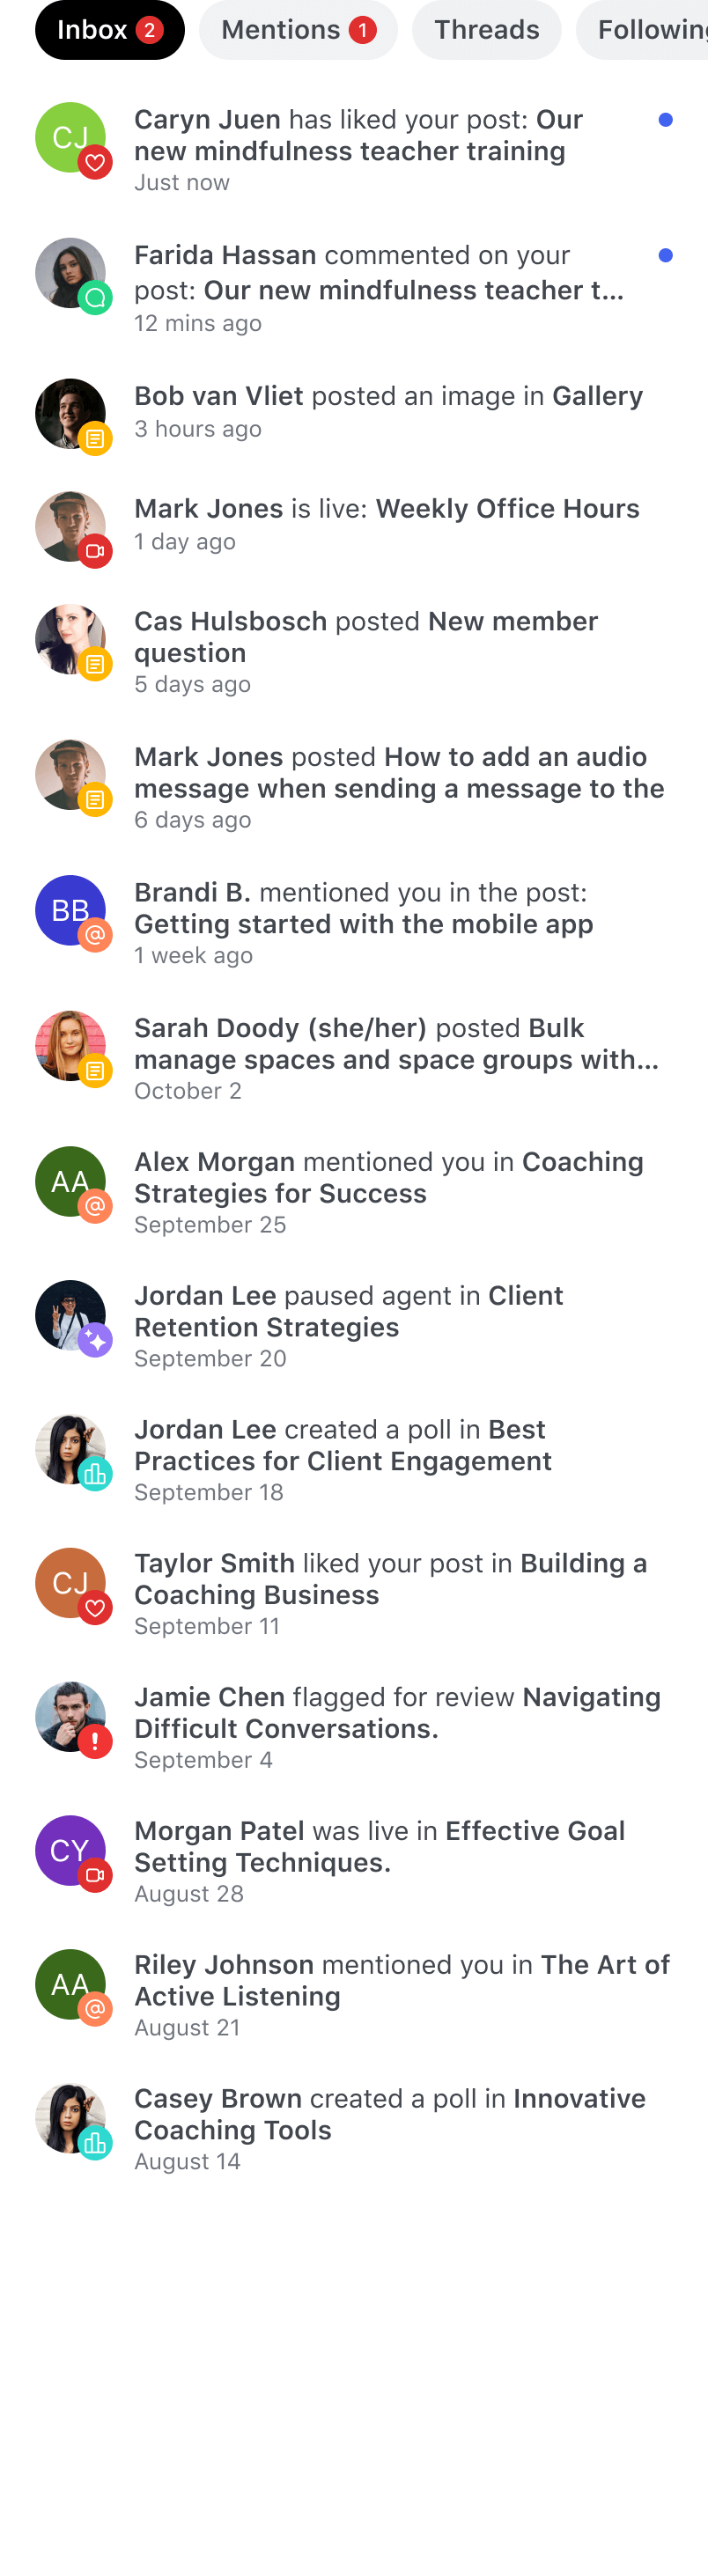 Inbox 2 Mentions 1 Threads Following
CJ
Caryn Juen has liked your post: Our
new mindfulness teacher training
Just now
Farida Hassan commented on your
post: Our new mindfulness teacher t...
12 mins ago
Bob van Vliet posted an image in Gallery
3 hours ago
Mark Jones is live: Weekly Office Hours
1 day ago
Cas Hulsbosch posted New member
question
5 days ago
Mark Jones posted How to add an audio
message when sending a message to the
6 days ago
BB
Brandi B. mentioned you in the post:
Getting started with the mobile app
1 week ago
Sarah Doody (she/her) posted Bulk
manage spaces and space groups with...
October 2
AA
Alex Morgan mentioned you in Coaching
Strategies for Success
September 25
Jordan Lee paused agent in Client
Retention Strategies
September 20
Jordan Lee created a poll in Best
Practices for Client Engagement
September 18
CJ
Taylor Smith liked your post in Building a
Coaching Business
September 11
Jamie Chen flagged for review Navigating
Difficult Conversations.
September 4
CY
Morgan Patel was live in Effective Goal
Setting Techniques.
August 28
AA
Riley Johnson mentioned you in The Art of
Active Listening
August 21
Casey Brown created a poll in Innovative
Coaching Tools
August 14